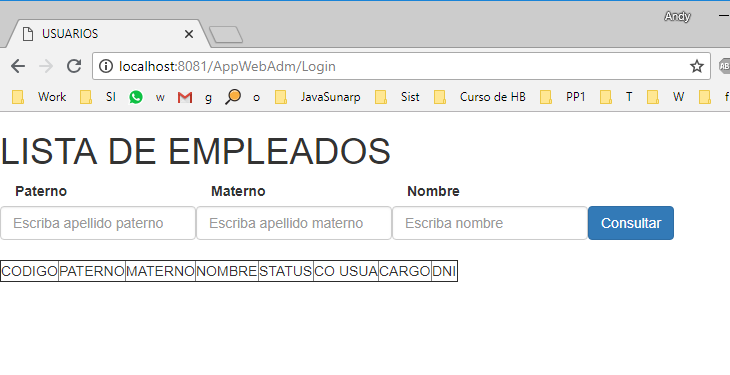 Andy
USUARIOS
localhost:8081/AppWebAdm/Login
Work SI w g o JavaSunarp Sist Curso de HB PP1 T W f
LISTA DE EMPLEADOS
Paterno Materno Nombre
Escriba apellido paterno Escriba apellido materno Escriba nombre Consultar
CODIGO PATERNO MATERNO NOMBRE STATUS CO USUA CARGO DNI